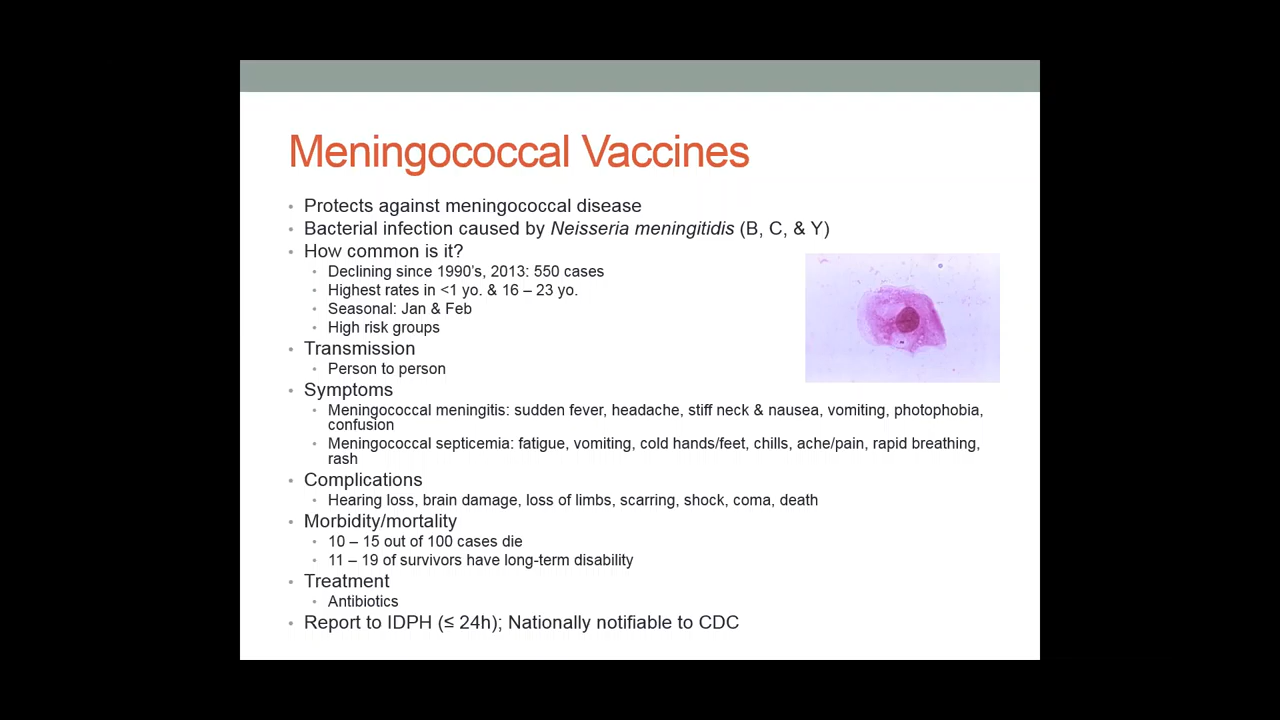 Meningococcal Vaccines
• Protects against meningococcal disease
• Bacterial infection caused by Neisseria meningitidis (B, C, & Y)
• How common is it?
• Declining since 1990's, 2013: 550 cases
• Highest rates in <1 yo. & 16 – 23 yo.
• Seasonal: Jan & Feb
• High risk groups
• Transmission
• Person to person
• Symptoms
• Meningococcal meningitis: sudden fever, headache, stiff neck & nausea, vomiting, photophobia,
confusion
• Meningococcal septicemia: fatigue, vomiting, cold hands/feet, chills, ache/pain, rapid breathing,
rash
• Complications
• Hearing loss, brain damage, loss of limbs, scarring, shock, coma, death
• Morbidity/mortality
• 10 – 15 out of 100 cases die
• 11 – 19 of survivors have long-term disability
• Treatment
• Antibiotics
• Report to IDPH (≤ 24h); Nationally notifiable to CDC